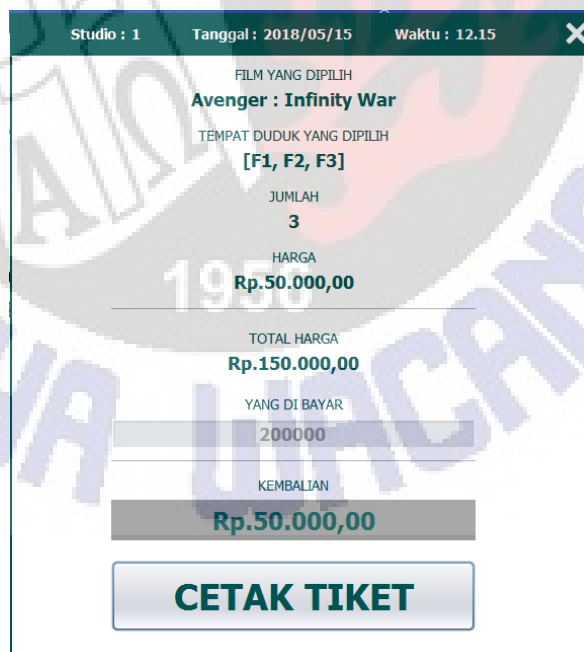 Studio : 1 Tanggal : 2018/05/15 Waktu : 12.15
FILM YANG DIPILIH
Avenger : Infinity War
TEMPAT DUDUK YANG DIPILIH
[F1, F2, F3]
JUMLAH
3
HARGA
Rp.50.000,00
1956
TOTAL HARGA
Rp.150.000,00
YANG DI BAYAR
200000
KEMBALIAN
Rp.50.000,00
CETAK TIKET